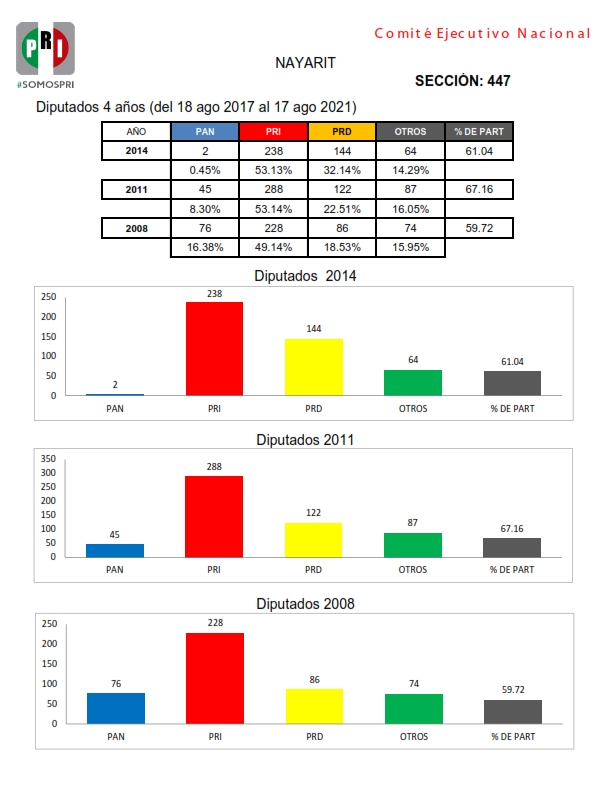 Comité Ejecutivo Nacional
PRI
#SOMOSPRI
NAYARIT
SECCIÓN: 447
Diputados 4 años (del 18 ago 2017 al 17 ago 2021)
AÑO PAN PRI PRD OTROS % DE PART
2014 2 238 144 64 61.04
0.45% 53.13% 32.14% 14.29%
2011 45 288 122 87 67.16
8.30% 53.14% 22.51% 16.05%
2008 76 228 86 74 59.72
16.38% 49.14% 18.53% 15.95%
Diputados 2014
250
200
150
100
50
0
2 238 144 64 61.04
PAN PRI PRD OTROS % DE PART
Diputados 2011
350
300
250
200
150
100
50
0
45 288 122 87 67.16
PAN PRI PRD OTROS % DE PART
Diputados 2008
250
200
150
100
50
0
76 228 86 74 59.72
PAN PRI PRD OTROS % DE PART